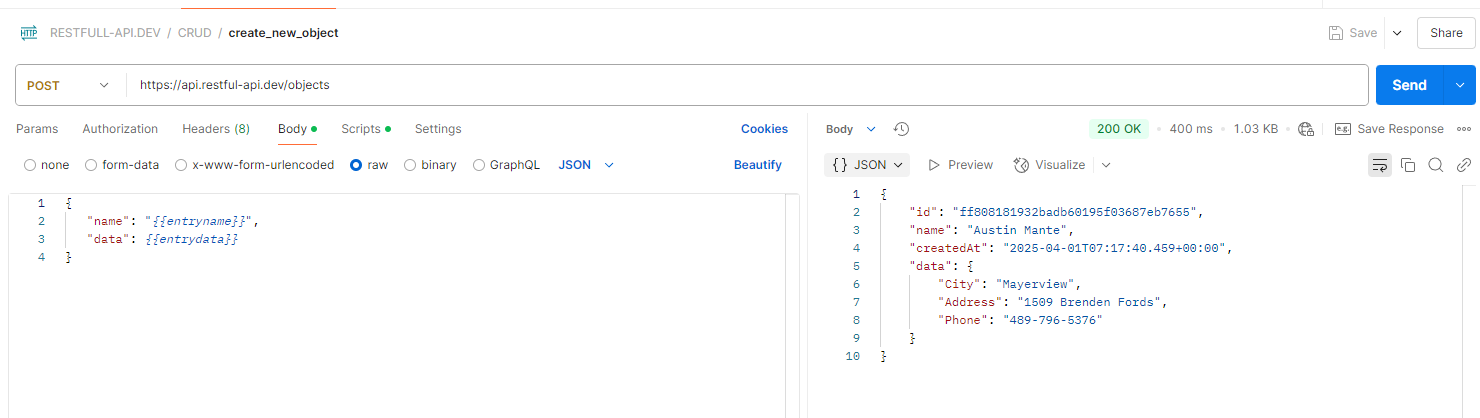 HTTP RESTFULL-API.DEV / CRUD / create_new_object Save Share
POST https://api.restful-api.dev/objects Send
Params Authorization Headers (8) Body Scripts Settings Cookies
none form-data x-www-form-urlencoded raw binary GraphQL JSON Beautify
1 {
2 "name": "{{entryname}}",
3 "data": {{entrydata}}
4 }
Body 200 OK • 400 ms • 1.03 KB e.g. Save Response
{} JSON Preview Visualize
1 {
2 "id": "ff808181932badb60195f03687eb7655",
3 "name": "Austin Mante",
4 "createdAt": "2025-04-01T07:17:40.459+00:00",
5 "data": {
6 "City": "Mayerview",
7 "Address": "1509 Brenden Fords",
8 "Phone": "489-796-5376"
9 }
10 }